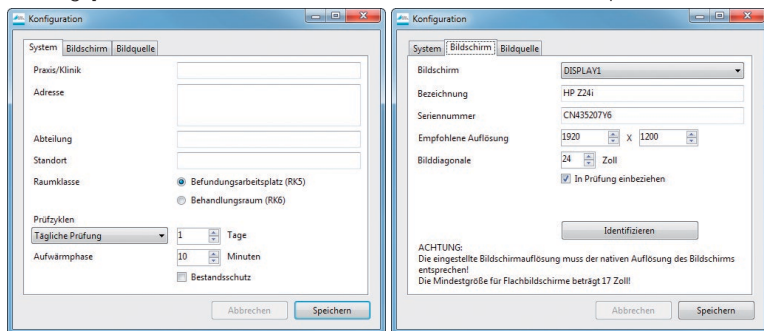 Konfiguration
System Bildschirm Bildquelle
Praxis/Klinik
Adresse
Abteilung
Standort
Raumklasse Befundungsarbeitsplatz (RK5)
Behandlungsraum (RK6)
Prüfzyklen
Tägliche Prüfung 1 Tage
Aufwärmphase 10 Minuten
Bestandsschutz
Abbrechen Speichern
Konfiguration
System Bildschirm Bildquelle
Bildschirm DISPLAY1
Bezeichnung HP Z24i
Seriennummer CN435207Y6
Empfohlene Auflösung 1920 X 1200
Bilddiagonale 24 Zoll
In Prüfung einbeziehen
Identifizieren
ACHTUNG:
Die eingestellte Bildschirmauflösung muss der nativen Auflösung des Bildschirms
entsprechen!
Die Mindestgröße für Flachbildschirme beträgt 17 Zoll!
Abbrechen Speichern